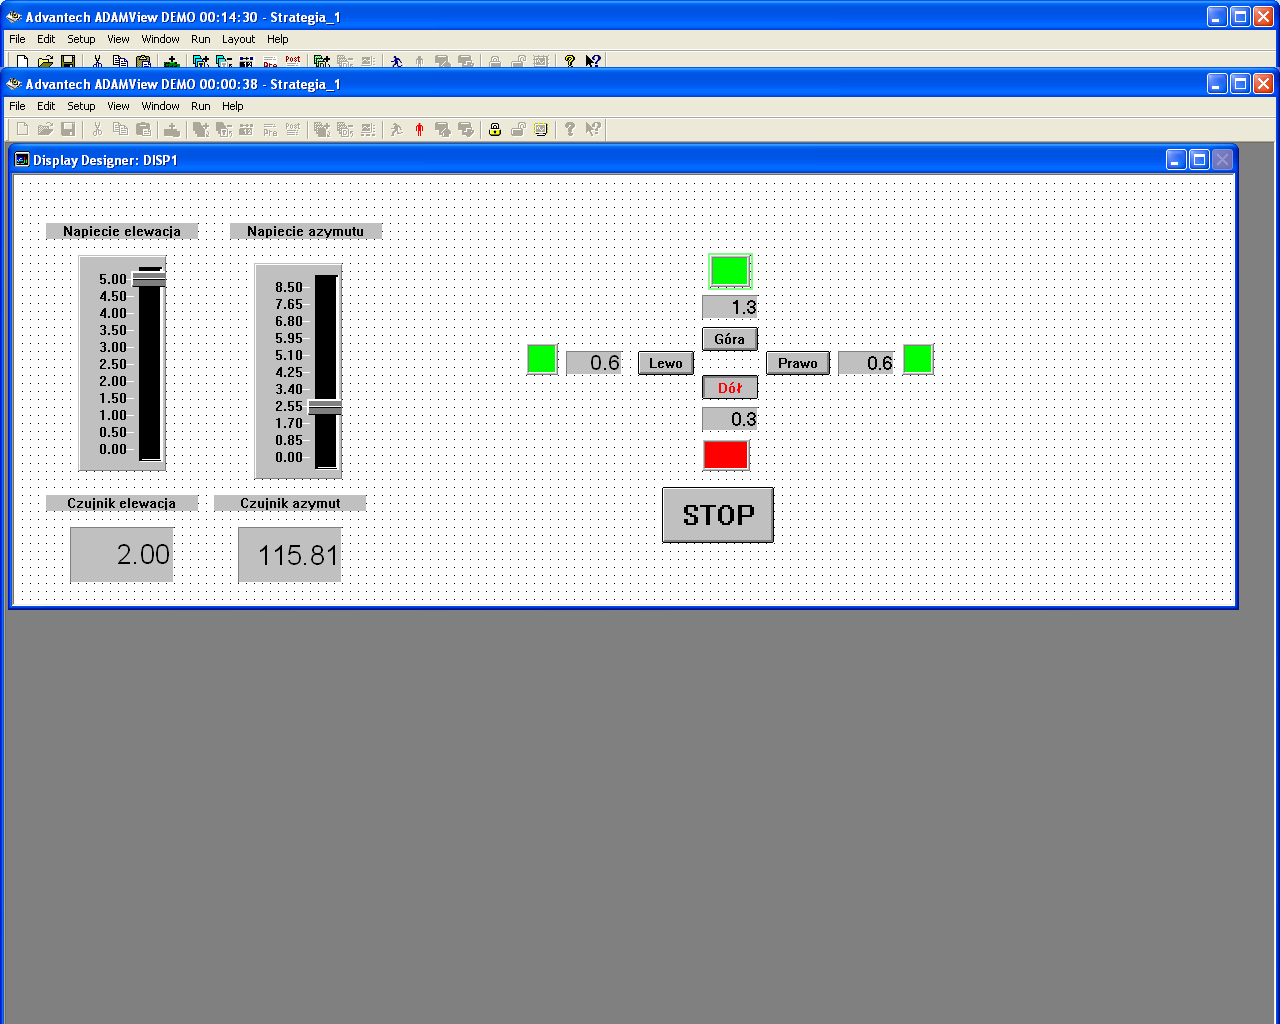 Advantech ADAMView DEMO 00:14:30 - Strategia_1
File Edit Setup View Window Run Layout Help
Pre Post
Advantech ADAMView DEMO 00:00:38 - Strategia_1
File Edit Setup View Window Run Help
Pre Post
Display Designer: DISP1
Napiecie elewacja Napiecie azymutu
5.00
4.50
4.00
3.50
3.00
2.50
2.00
1.50
1.00
0.50
0.00
8.50
7.65
6.80
5.95
5.10
4.25
3.40
2.55
1.70
0.85
0.00
1.3
Góra
0.6 Lewo Prawo 0.6
Dół
0.3
STOP
Czujnik elewacja Czujnik azymut
2.00 115.81